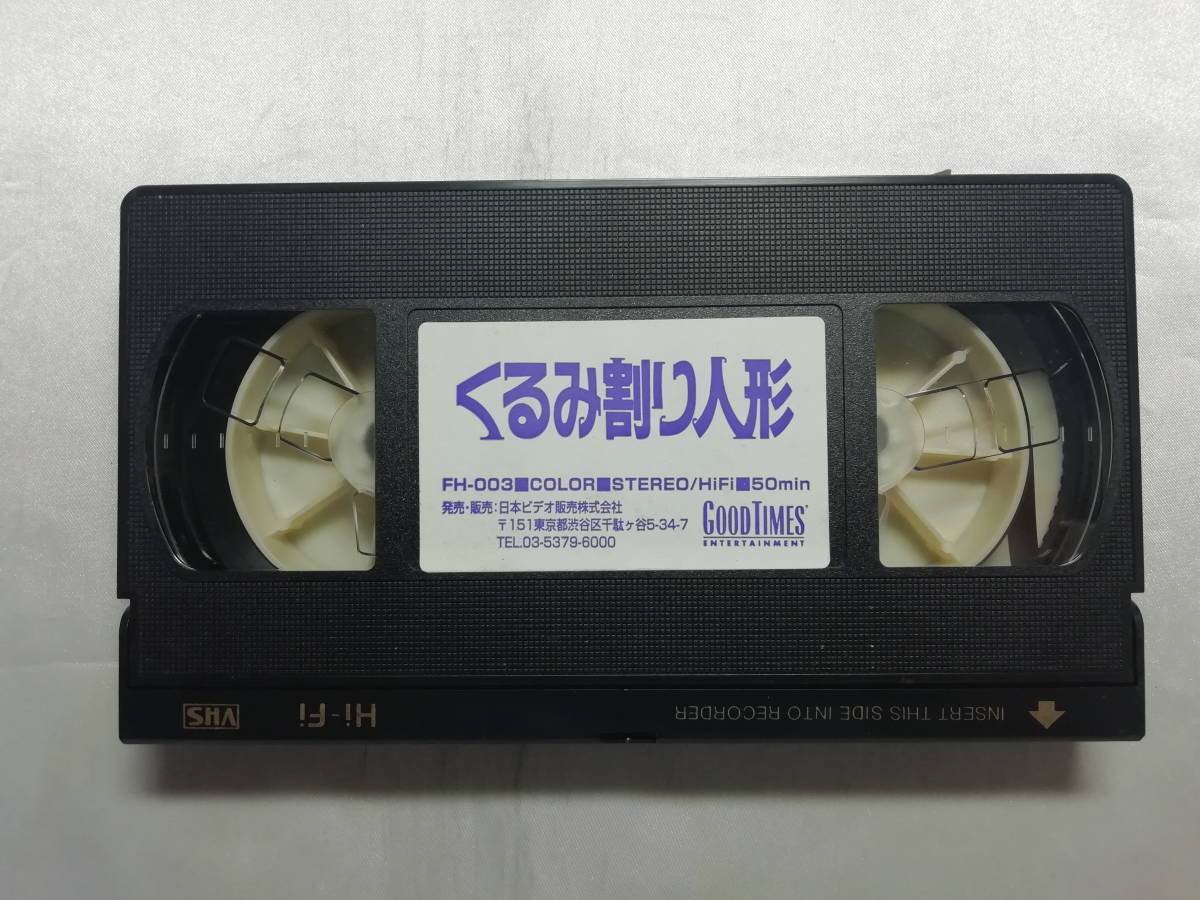 くるみ割り人形
FH-003■COLOR■STEREO/HiFi■50min
発売・販売:日本ビデオ販売株式会社
〒151東京都渋谷区千駄ヶ谷5-34-7
TEL.03-5379-6000
GOODTIMES
ENTERTAINMENT
VHS
Hi-Fi
INSERT THIS SIDE INTO RECORDER